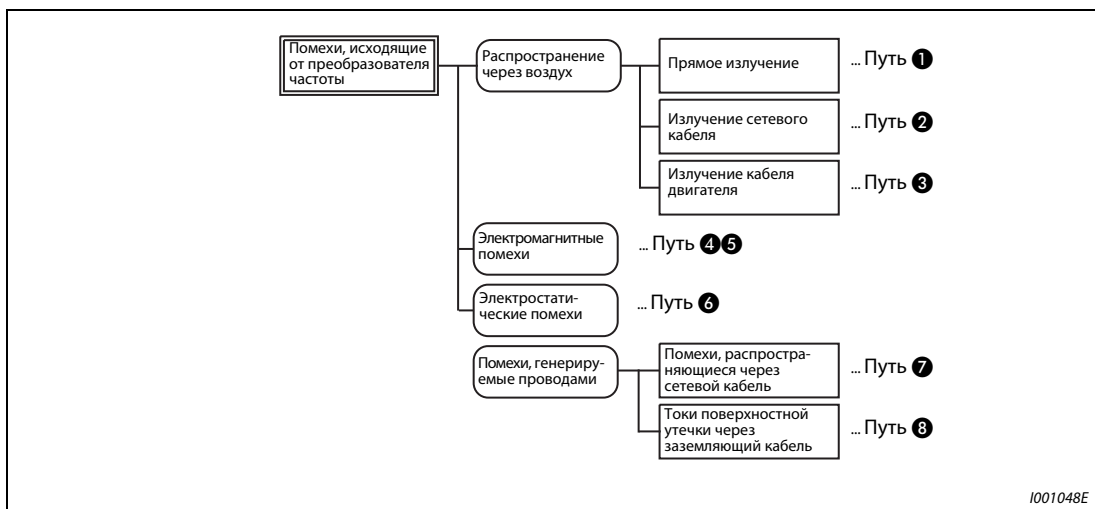 Помехи, исходящие
от преобразователя
частоты
Распространение
через воздух
Прямое излучение
... Путь ❶
Излучение сетевого
кабеля
... Путь ❷
Излучение кабеля
двигателя
... Путь ❸
Электромагнитные
помехи
... Путь ❹❺
Электростати-
ческие помехи
... Путь ❻
Помехи, генериру-
емые проводами
Помехи, распростра-
няющиеся через
сетевой кабель
... Путь ❼
Токи поверхностной
утечки через
заземляющий кабель
... Путь ❽
I001048E